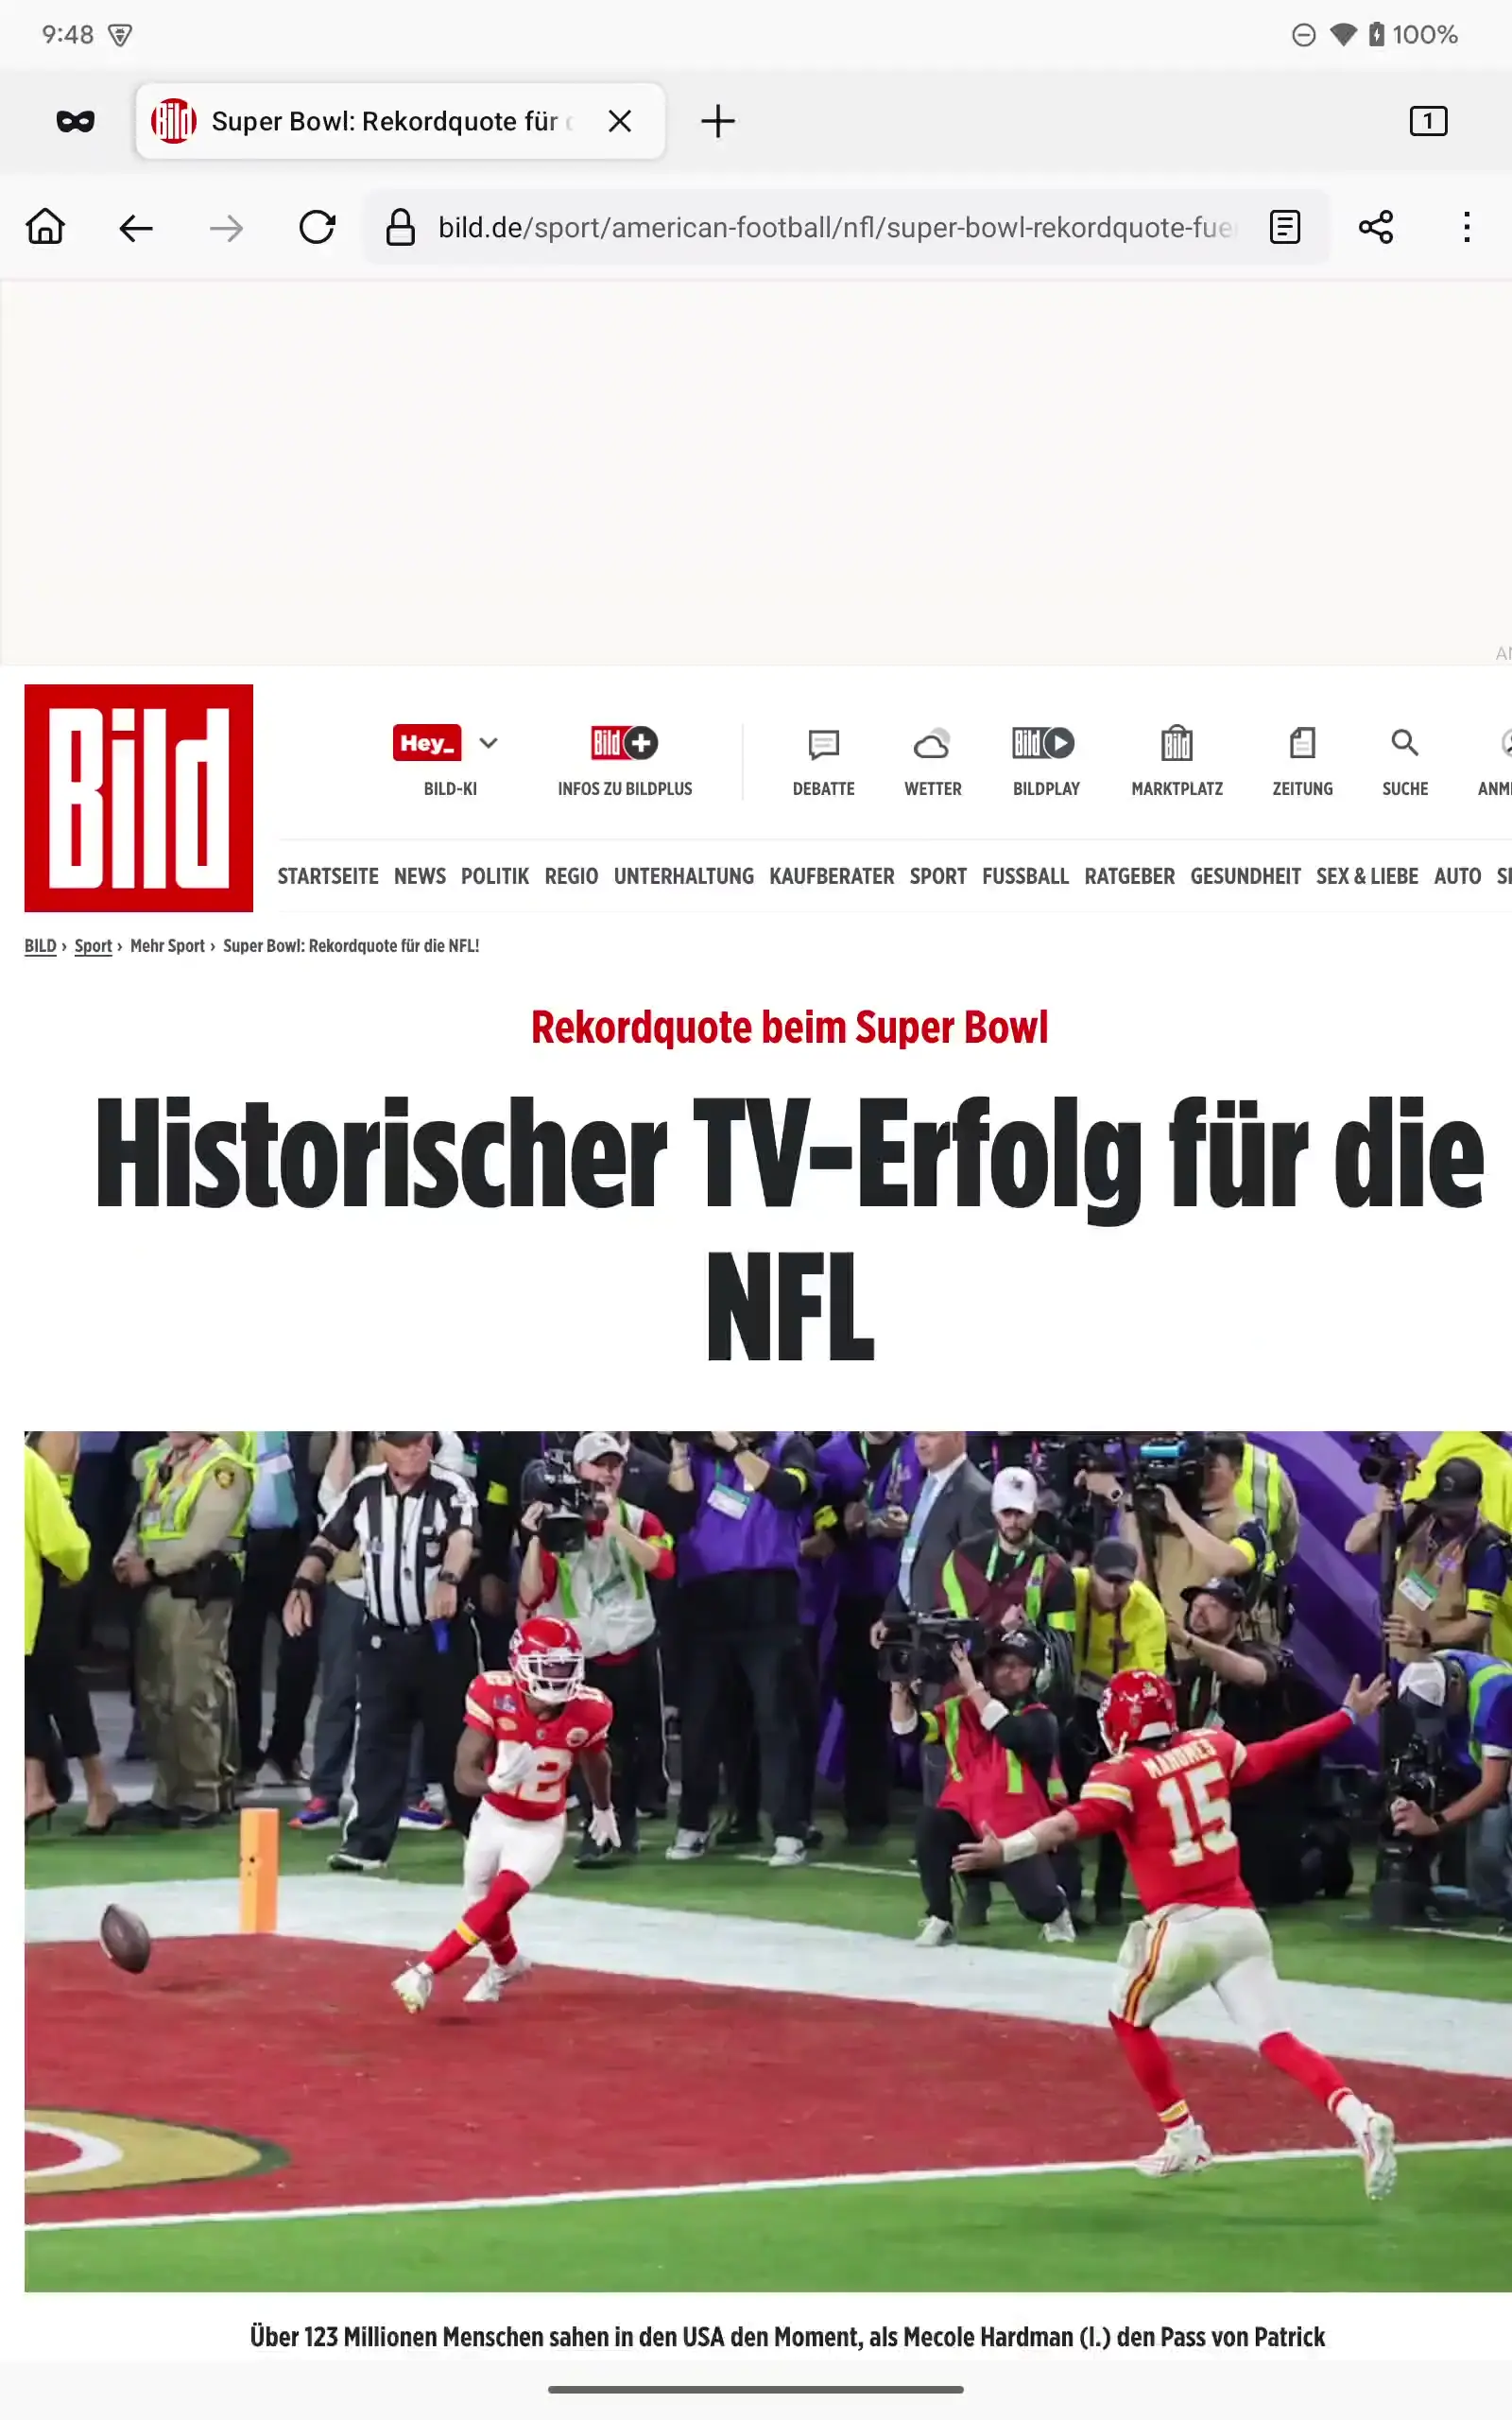 9:48
100%
Super Bowl: Rekordquote für
1
bild.de/sport/american-football/nfl/super-bowl-rekordquote-fue
Bild
Hey_
BILD-KI
Bild+
INFOS ZU BILDPLUS
DEBATTE
WETTER
Bild
BILDPLAY
Bild
MARKTPLATZ
ZEITUNG
SUCHE
STARTSEITE NEWS POLITIK REGIO UNTERHALTUNG KAUFBERATER SPORT FUSSBALL RATGEBER GESUNDHEIT SEX & LIEBE AUTO
BILD › Sport › Mehr Sport › Super Bowl: Rekordquote für die NFL!
Rekordquote beim Super Bowl
Historischer TV-Erfolg für die
NFL
MAHOMES
15
12
Über 123 Millionen Menschen sahen in den USA den Moment, als Mecole Hardman (l.) den Pass von Patrick